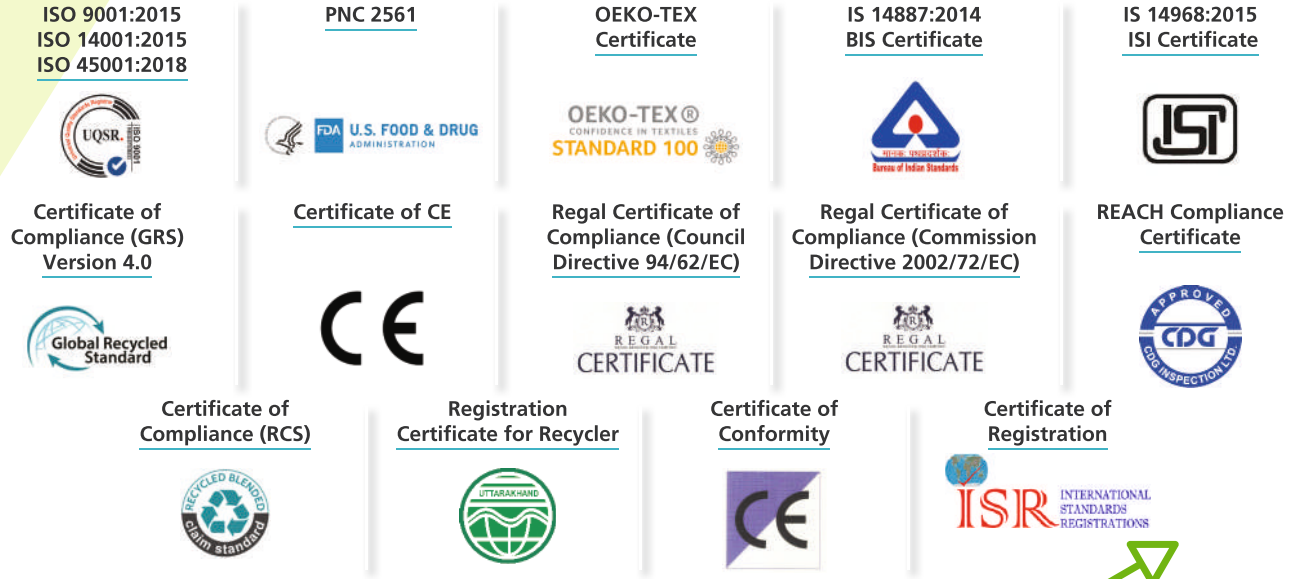 ISO 9001:2015
ISO 14001:2015
ISO 45001:2018
UQSR.
ISO 9001
PNC 2561
FDA U.S. FOOD & DRUG
ADMINISTRATION
OEKO-TEX
Certificate
OEKO-TEX®
CONFIDENCE IN TEXTILES
STANDARD 100
IS 14887:2014
BIS Certificate
मानक: पथप्रदर्शक:
Bureau of Indian Standards
IS 14968:2015
ISI Certificate
ISI
Certificate of
Compliance (GRS)
Version 4.0
Global Recycled
Standard
Certificate of CE
CE
Regal Certificate of
Compliance (Council
Directive 94/62/EC)
R
REGAL
CERTIFICATE
Regal Certificate of
Compliance (Commission
Directive 2002/72/EC)
R
REGAL
CERTIFICATE
REACH Compliance
Certificate
APPROVED
CDG
CDG INSPECTION LTD.
Certificate of
Compliance (RCS)
RECYCLED BLENDED
claim standard
Registration
Certificate for Recycler
UTTARAKHAND
Certificate of
Conformity
CE
Certificate of
Registration
ISR INTERNATIONAL
STANDARDS
REGISTRATIONS